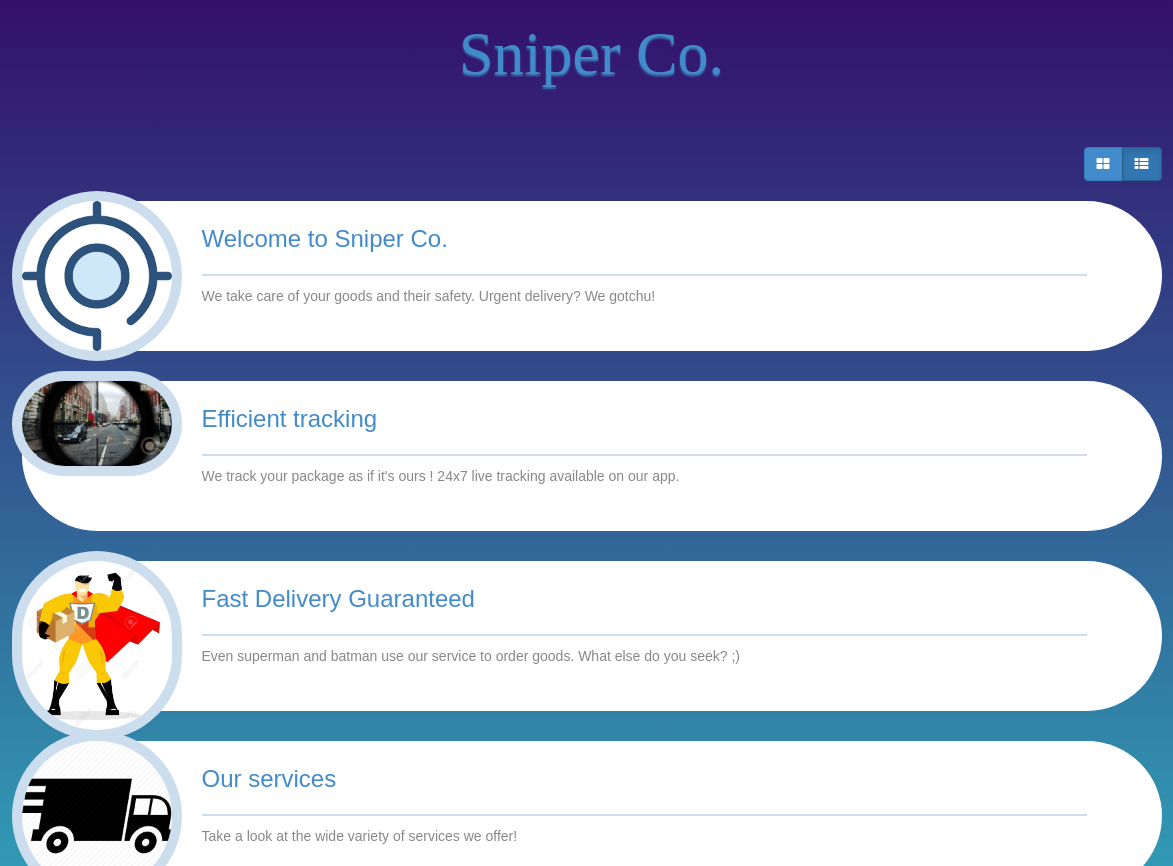 Sniper Co.
Welcome to Sniper Co.
We take care of your goods and their safety. Urgent delivery? We gotchu!
Efficient tracking
We track your package as if it's ours ! 24x7 live tracking available on our app.
Fast Delivery Guaranteed
D
Even superman and batman use our service to order goods. What else do you seek? ;)
Our services
Take a look at the wide variety of services we offer!